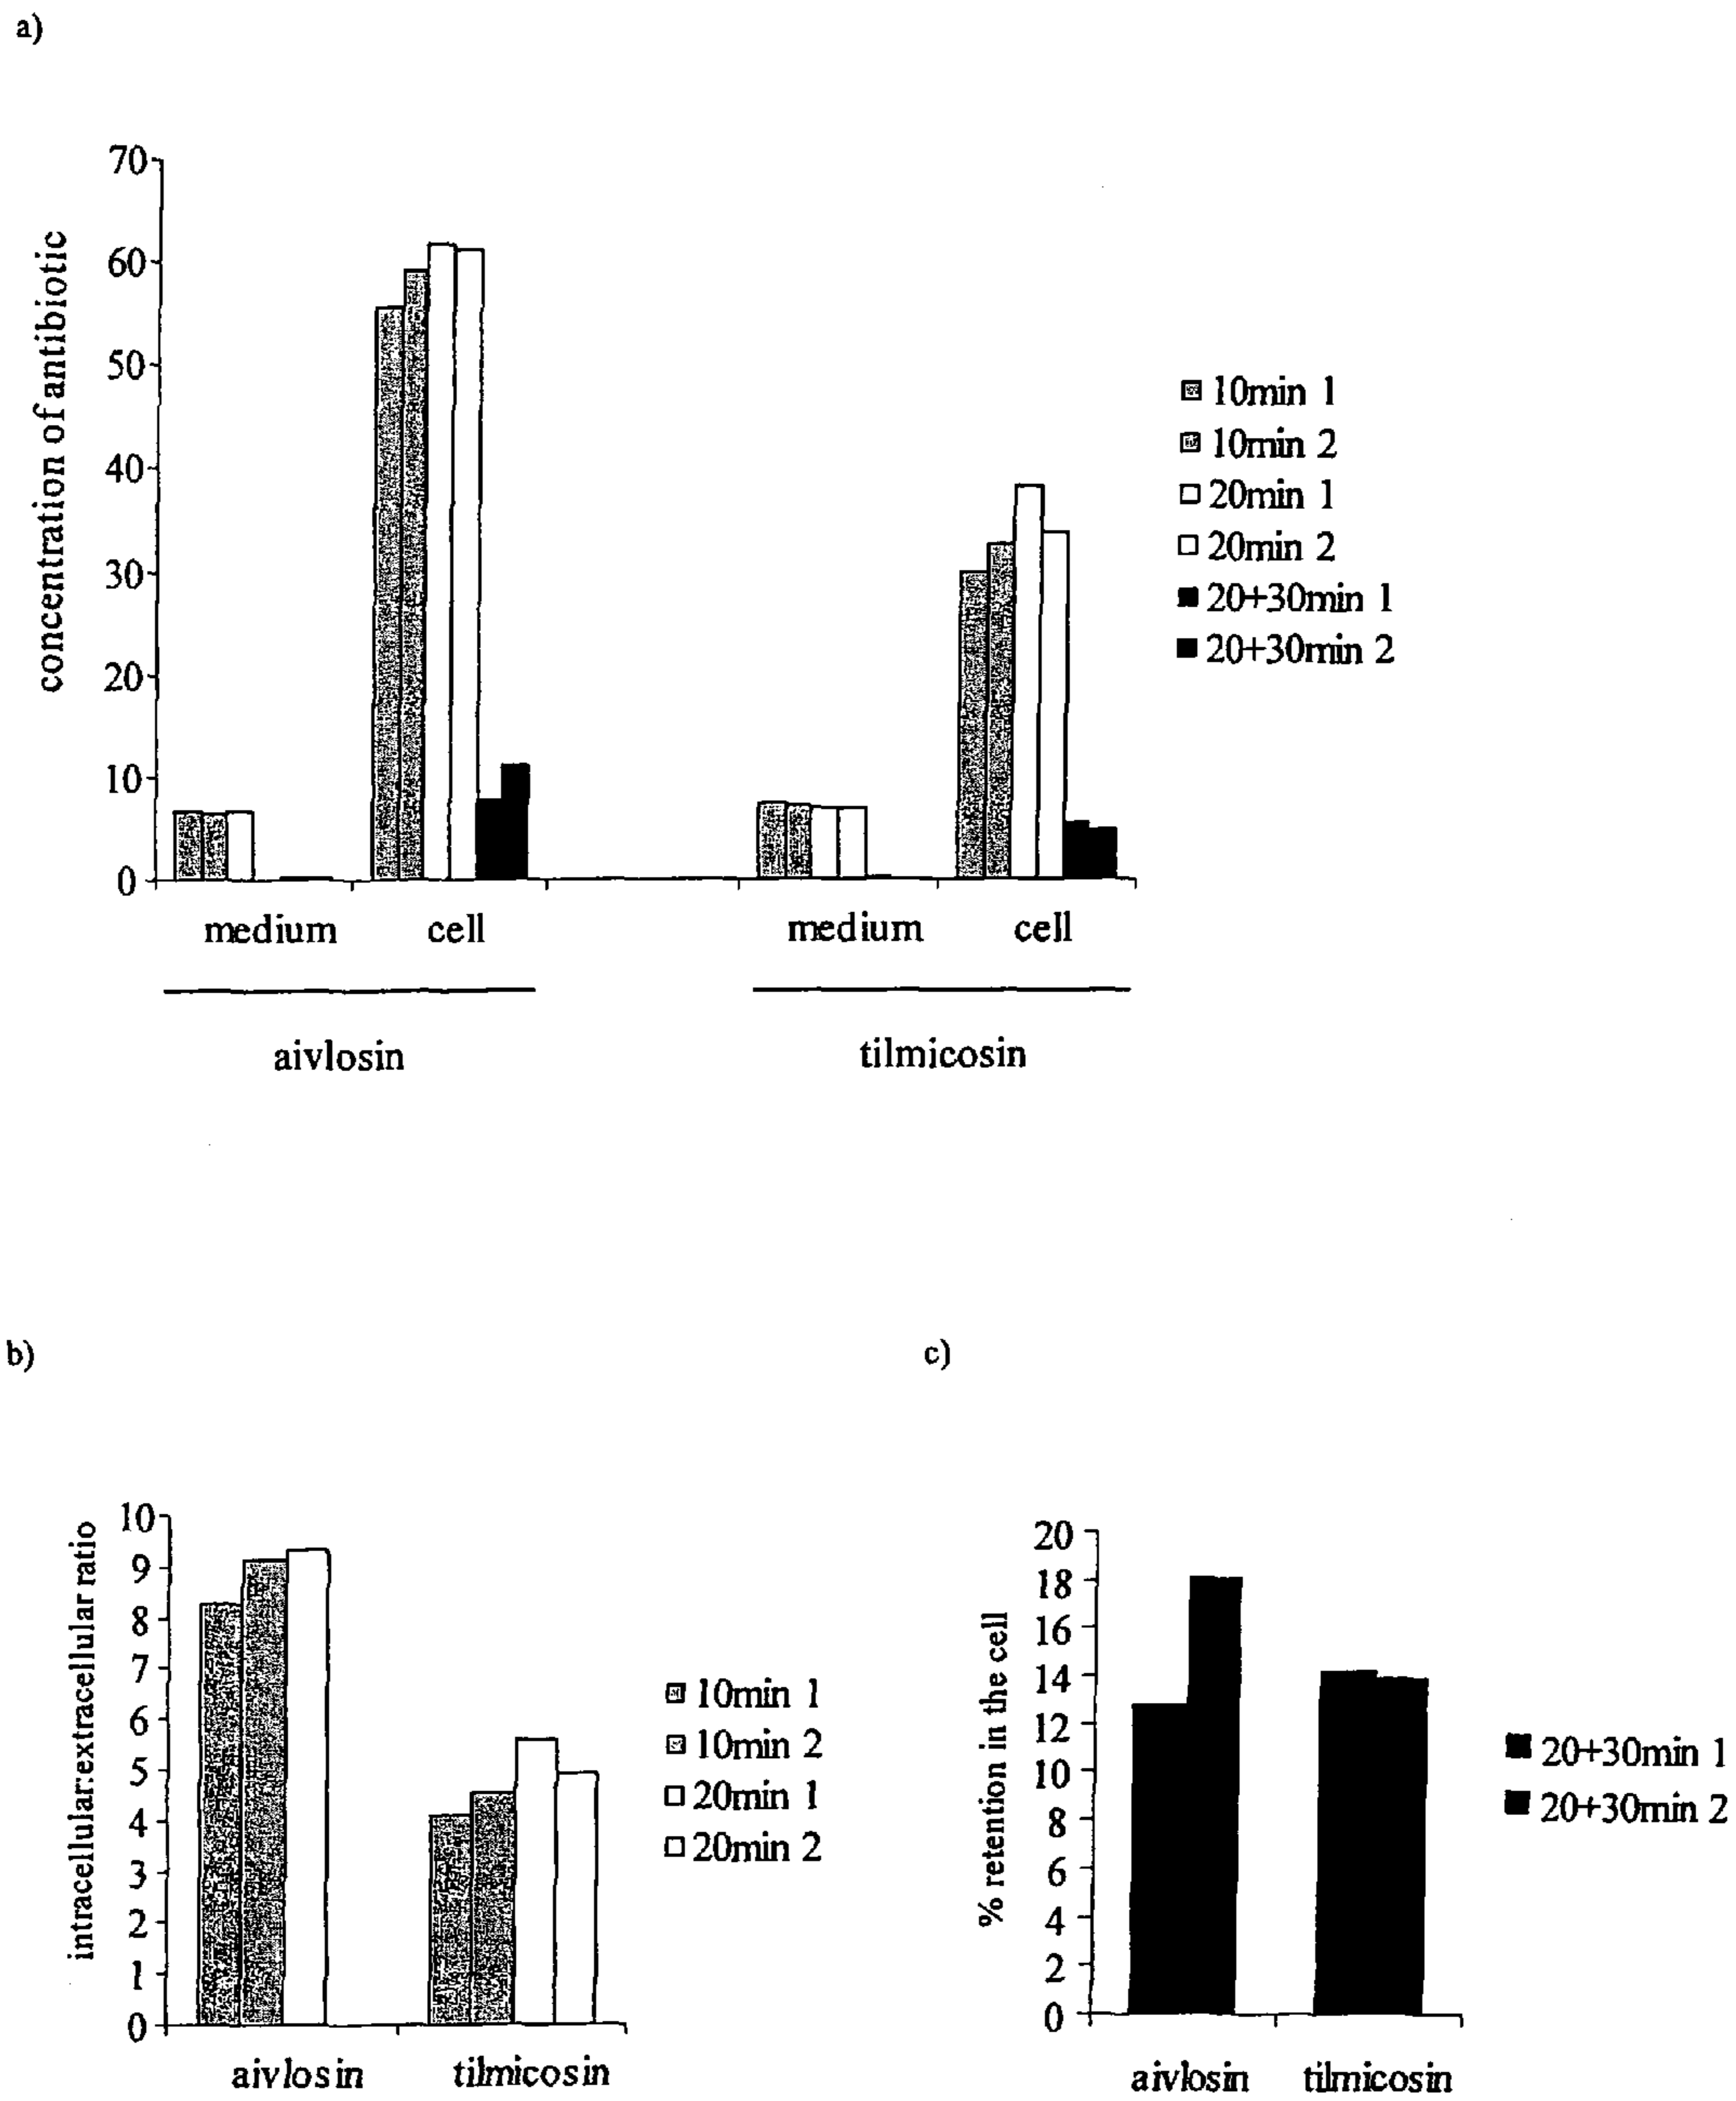 a)
70
60
50
40
30
20
10
0
concentration of antibiotic
10min 1
10min 2
20min 1
20min 2
20+30min 1
20+30min 2
medium cell medium cell
aivlosin tilmicosin
b)
10
9
8
7
6
5
4
3
2
1
0
intracellular:extracellular ratio
10min 1
10min 2
20min 1
20min 2
aivlosin tilmicosin
c)
20
18
16
14
12
10
8
6
4
2
0
% retention in the cell
20+30min 1
20+30min 2
aivlosin tilmicosin